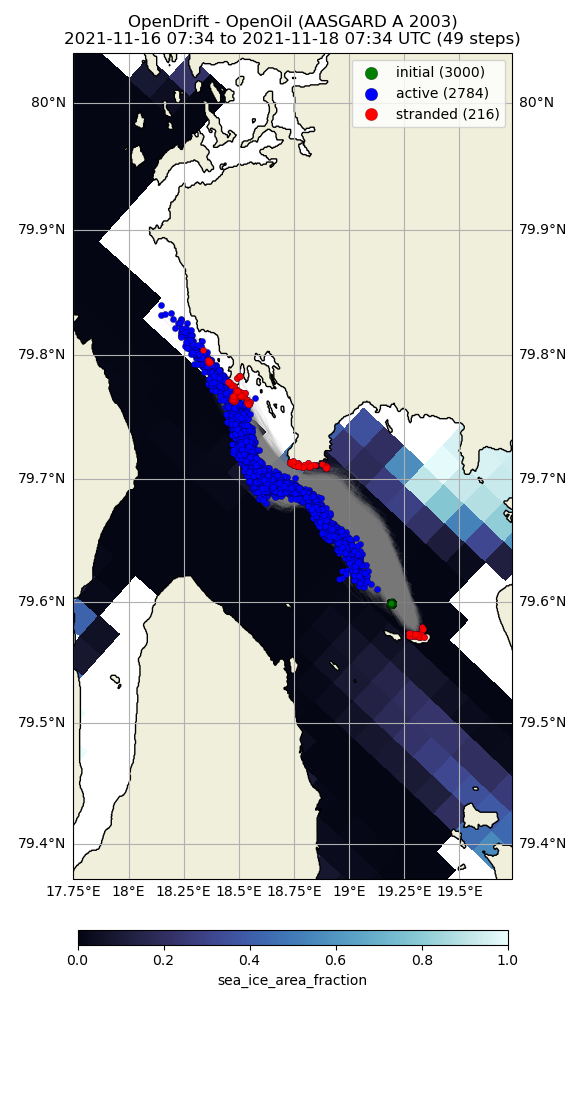 OpenDrift - OpenOil (AASGARD A 2003)
2021-11-16 07:34 to 2021-11-18 07:34 UTC (49 steps)
initial (3000)
active (2784)
stranded (216)
80°N 80°N
79.9°N 79.9°N
79.8°N 79.8°N
79.7°N 79.7°N
79.6°N 79.6°N
79.5°N 79.5°N
79.4°N 79.4°N
17.75°E 18°E 18.25°E 18.5°E 18.75°E 19°E 19.25°E 19.5°E
0.0 0.2 0.4 0.6 0.8 1.0
sea_ice_area_fraction